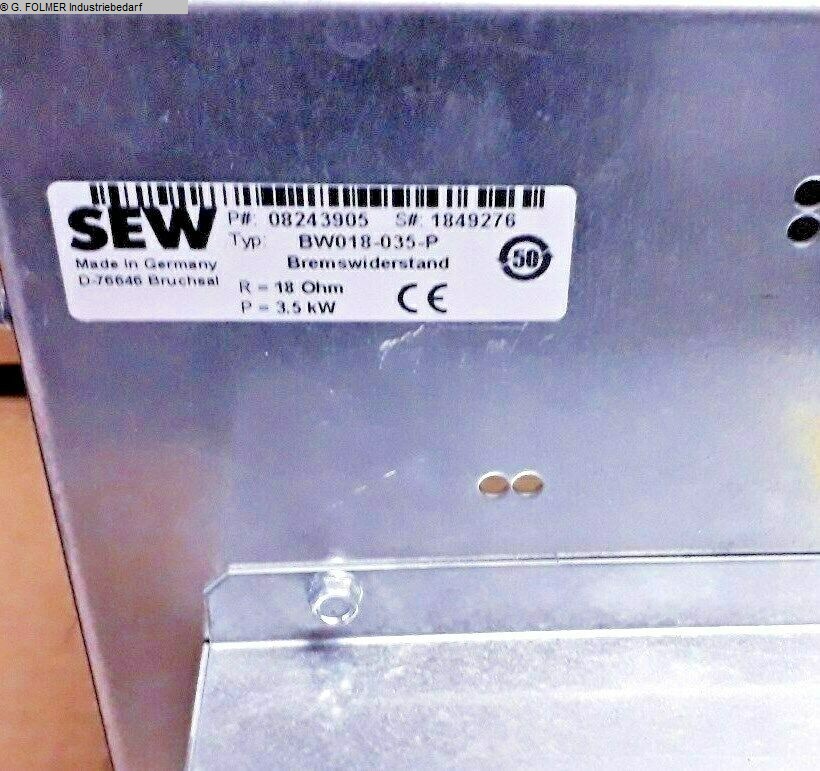 ® G. FOLMER Industriebedarf
SEW
P#: 08243905 S#: 1849276
Typ: BW018-035-P
Made in Germany
Bremswiderstand
D-76646 Bruchsal
R = 18 Ohm
P = 3.5 kW
CE
50